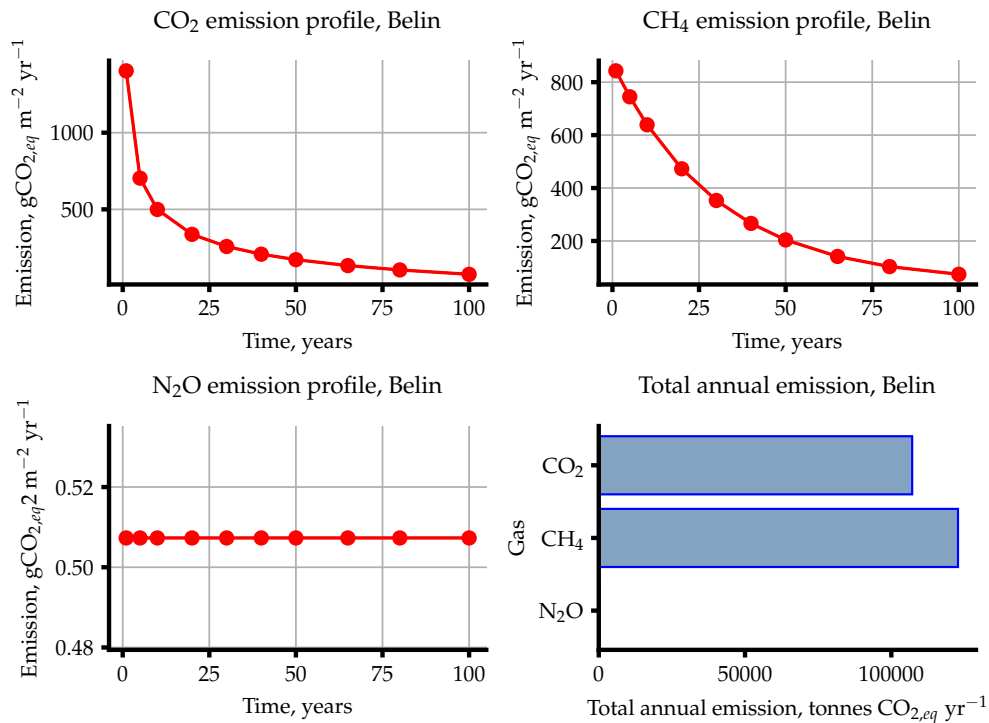 CO₂ emission profile, Belin
Emission, gCO₂,eq m⁻² yr⁻¹
1000
500
0 25 50 75 100
Time, years
CH₄ emission profile, Belin
Emission, gCO₂,eq m⁻² yr⁻¹
800
600
400
200
0 25 50 75 100
Time, years
N₂O emission profile, Belin
Emission, gCO₂,eq2 m⁻² yr⁻¹
0.52
0.50
0.48
0 25 50 75 100
Time, years
Total annual emission, Belin
Gas
CO₂
CH₄
N₂O
0 50000 100000
Total annual emission, tonnes CO₂,eq yr⁻¹